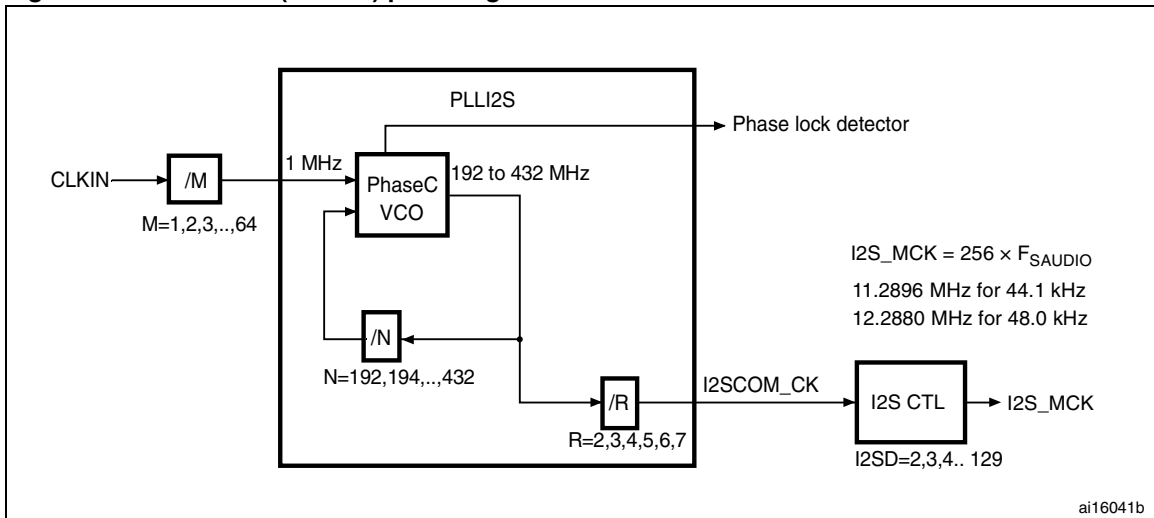 PLLI2S
Phase lock detector
1 MHz
192 to 432 MHz
CLKIN
/M
PhaseC
VCO
M=1,2,3,..,64
I2S_MCK = 256 × FSAUDIO
11.2896 MHz for 44.1 kHz
12.2880 MHz for 48.0 kHz
/N
N=192,194,..,432
I2SCOM_CK
/R
I2S CTL
I2S_MCK
R=2,3,4,5,6,7
I2SD=2,3,4.. 129
ai16041b